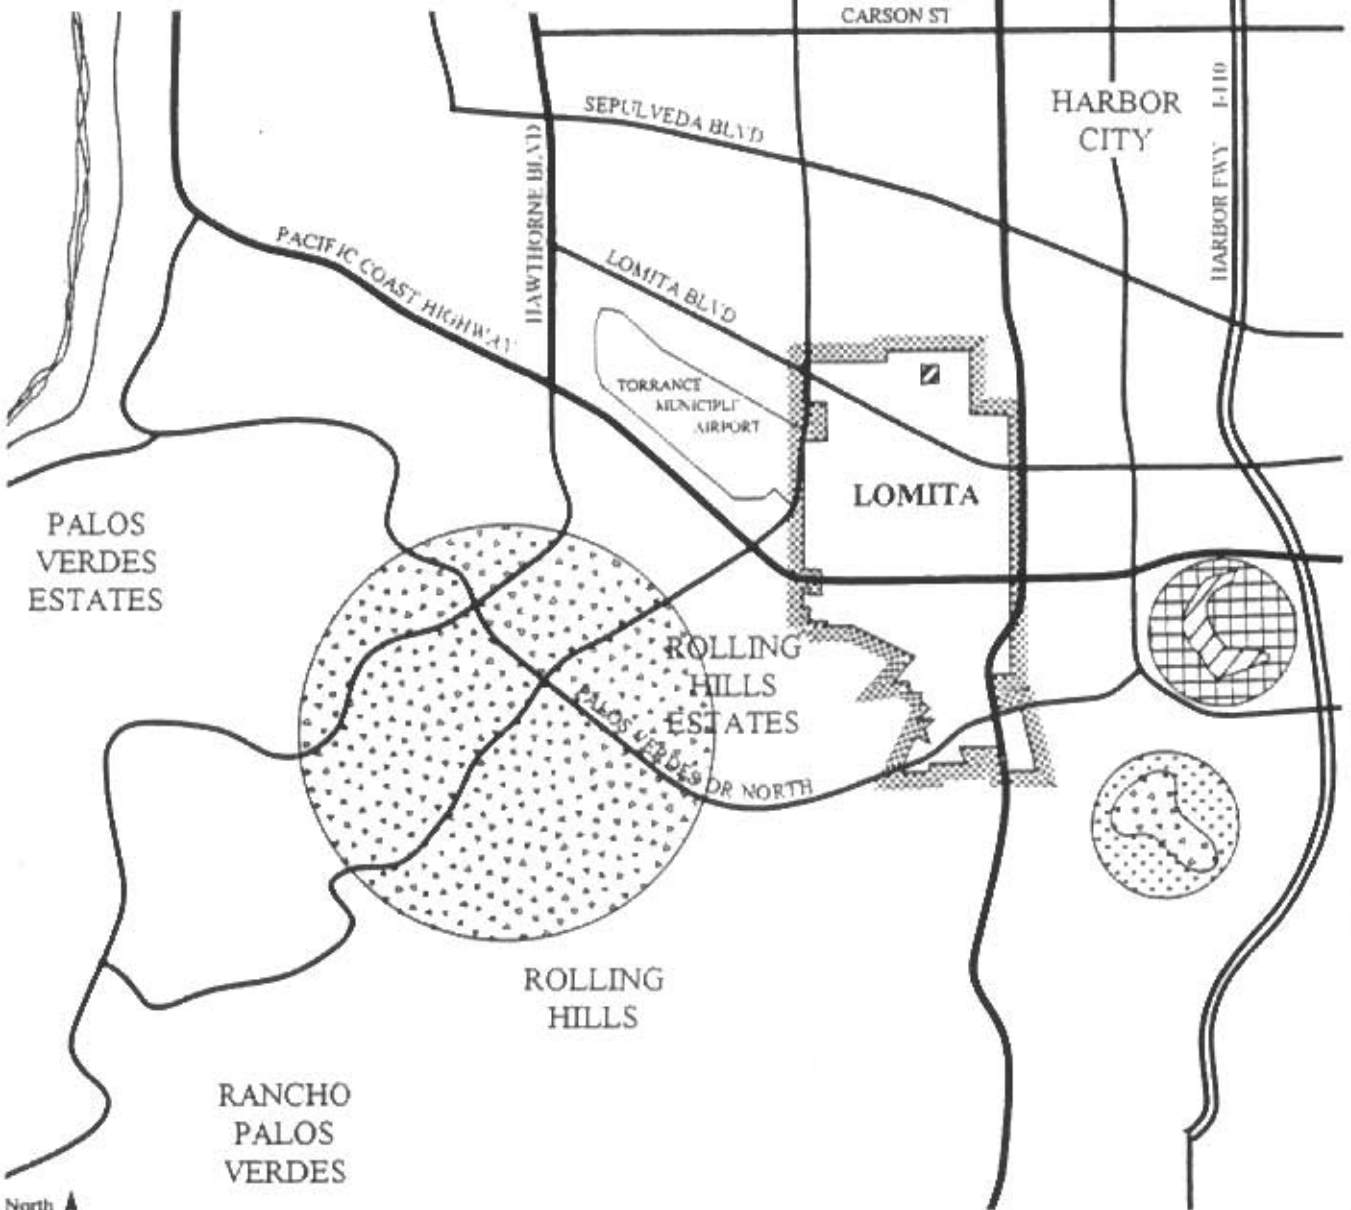 CARSON ST
HARBOR
CITY
SEPULVEDA BLVD
HAWTHORNE BLVD
HARBOR FWY I-110
PACIFIC COAST HIGHWAY
LOMITA BLVD
TORRANCE
MUNICIPLE
AIRPORT
LOMITA
PALOS
VERDES
ESTATES
ROLLING
HILLS
ESTATES
PALOS VERDES DR NORTH
ROLLING
HILLS
RANCHO
PALOS
VERDES
North